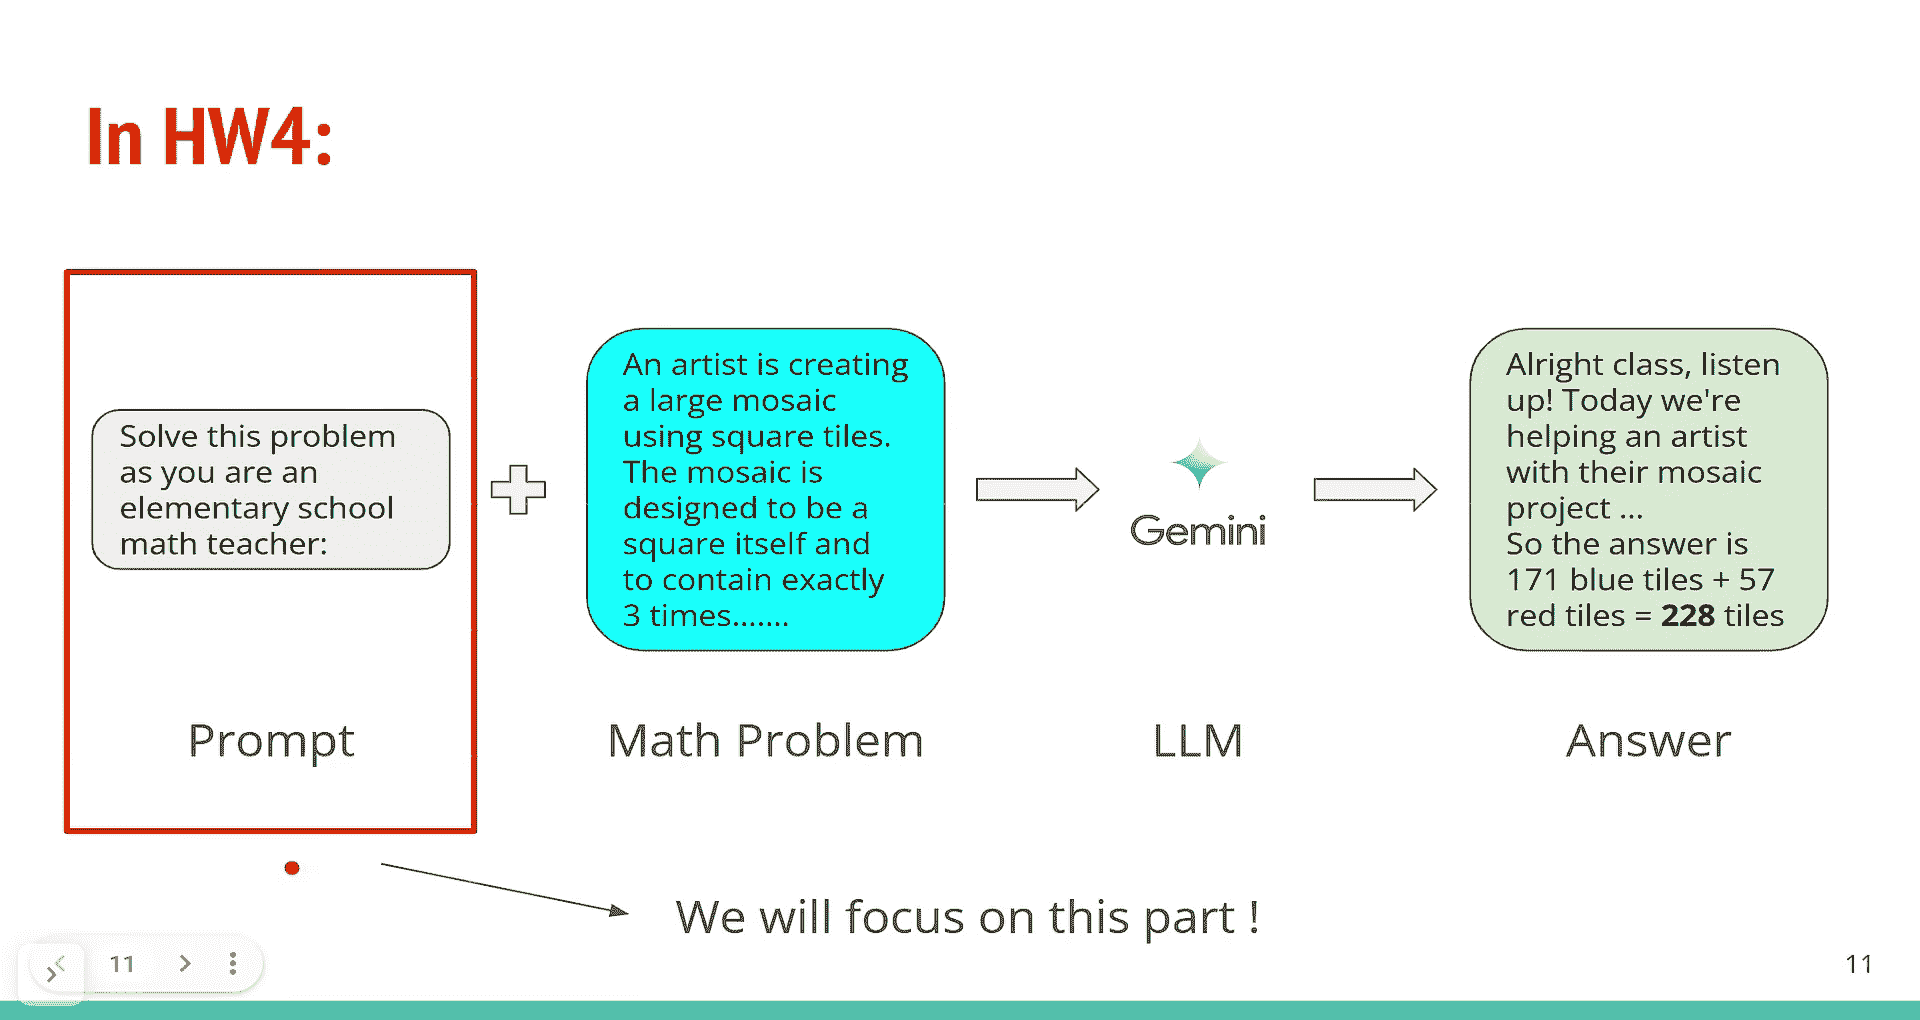 In HW4:
Solve this problem
as you are an
elementary school
math teacher:
Prompt
An artist is creating
a large mosaic
using square tiles.
The mosaic is
designed to be a
square itself and
to contain exactly
3 times.......
Math Problem
Gemini
LLM
Alright class, listen
up! Today we're
helping an artist
with their mosaic
project ...
So the answer is
171 blue tiles + 57
red tiles = 228 tiles
Answer
We will focus on this part !
11
11